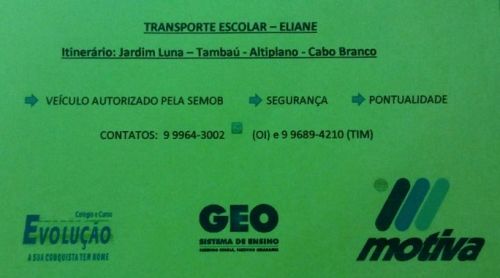 TRANSPORTE ESCOLAR – ELIANE
Itinerário: Jardim Luna – Tambaú - Altiplano - Cabo Branco
VEÍCULO AUTORIZADO PELA SEMOB SEGURANÇA PONTUALIDADE
CONTATOS: 9 9964-3002 (OI) e 9 9689-4210 (TIM)
Colégio e Curso
EVOLUÇÃO
A SUA CONQUISTA TEM NOME
GEO
SISTEMA DE ENSINO
motiva